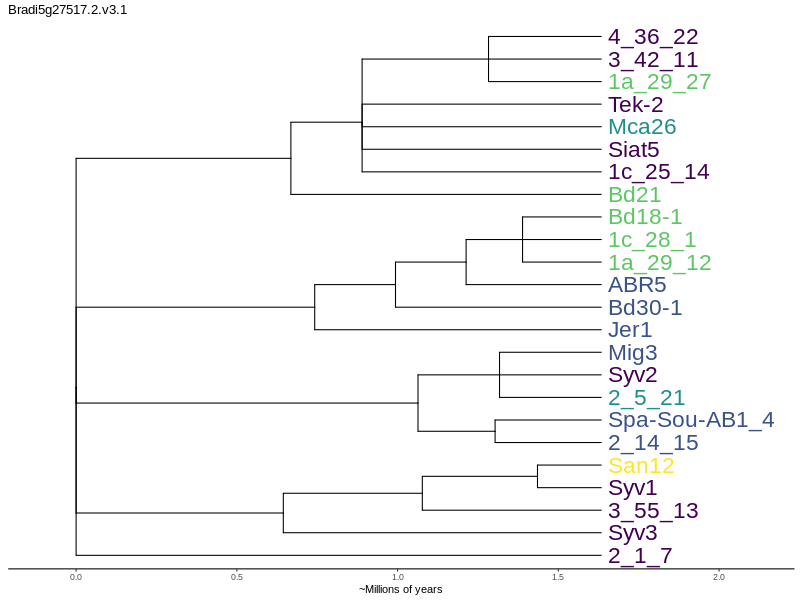 Bradi5g27517.2.v3.1
4_36_22
3_42_11
1a_29_27
Tek-2
Mca26
Siat5
1c_25_14
Bd21
Bd18-1
1c_28_1
1a_29_12
ABR5
Bd30-1
Jer1
Mig3
Syv2
2_5_21
Spa-Sou-AB1_4
2_14_15
San12
Syv1
3_55_13
Syv3
2_1_7
0.0 0.5 1.0 1.5 2.0
~Millions of years